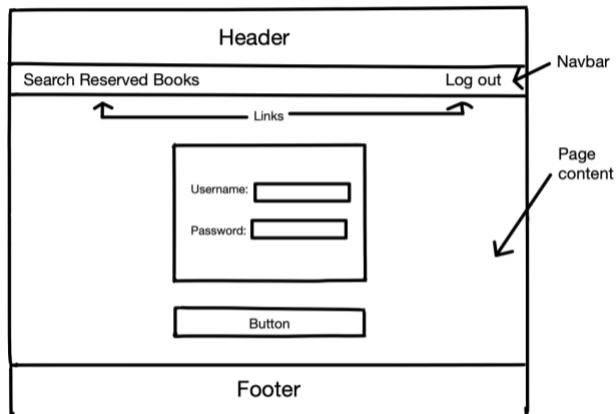 Header
Search Reserved Books
Log out
Navbar
Links
Page
content
Username:
Password:
Button
Footer